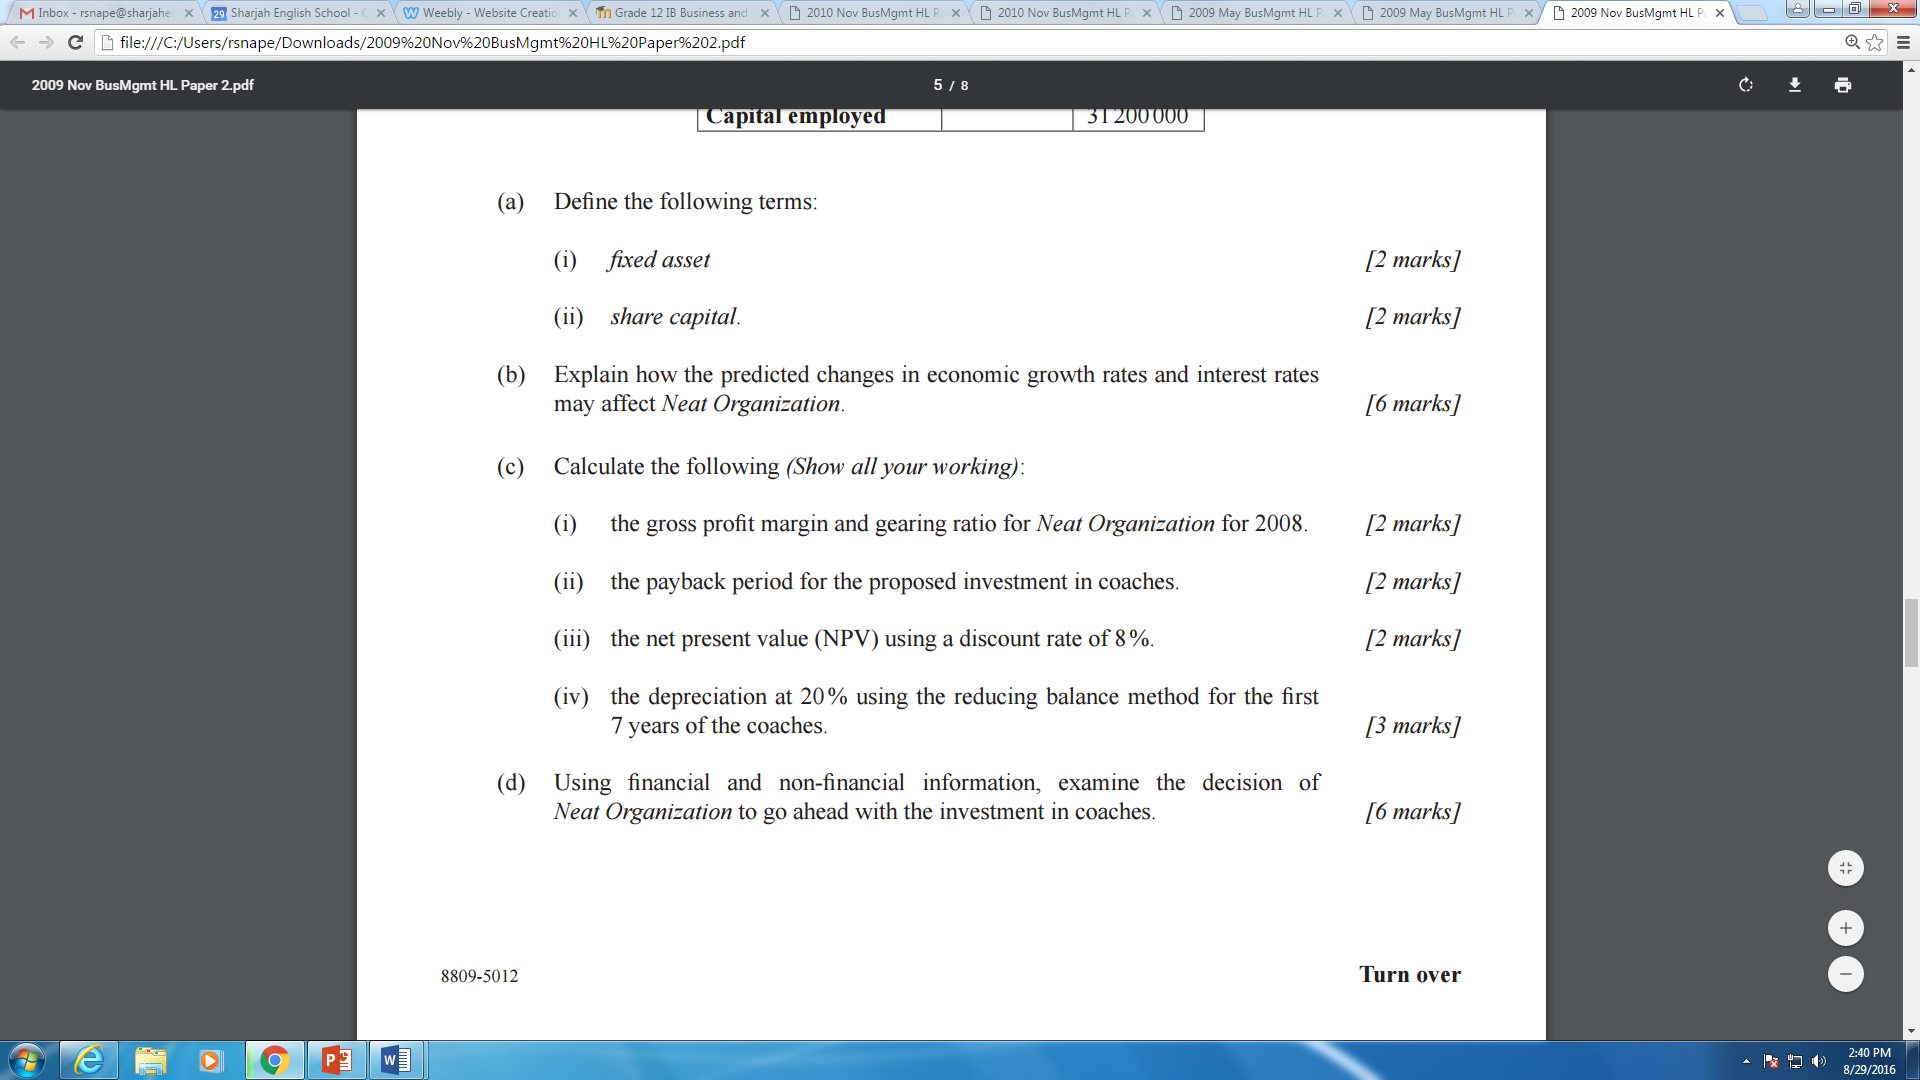 Inbox - rsnape@sharjahe
Sharjah English School - C
Weebly - Website Creatio
Grade 12 IB Business and
2010 Nov BusMgmt HL P
2010 Nov BusMgmt HL P
2009 May BusMgmt HL P
2009 May BusMgmt HL P
2009 Nov BusMgmt HL P
file:///C:/Users/rsnape/Downloads/2009%20Nov%20BusMgmt%20HL%20Paper%202.pdf
2009 Nov BusMgmt HL Paper 2.pdf
5 / 8
Capital employed 31 200 000
(a) Define the following terms:
(i) fixed asset [2 marks]
(ii) share capital. [2 marks]
(b) Explain how the predicted changes in economic growth rates and interest rates
may affect Neat Organization. [6 marks]
(c) Calculate the following (Show all your working):
(i) the gross profit margin and gearing ratio for Neat Organization for 2008. [2 marks]
(ii) the payback period for the proposed investment in coaches. [2 marks]
(iii) the net present value (NPV) using a discount rate of 8 %. [2 marks]
(iv) the depreciation at 20 % using the reducing balance method for the first
7 years of the coaches. [3 marks]
(d) Using financial and non-financial information, examine the decision of
Neat Organization to go ahead with the investment in coaches. [6 marks]
8809-5012
Turn over
2:40 PM
8/29/2016